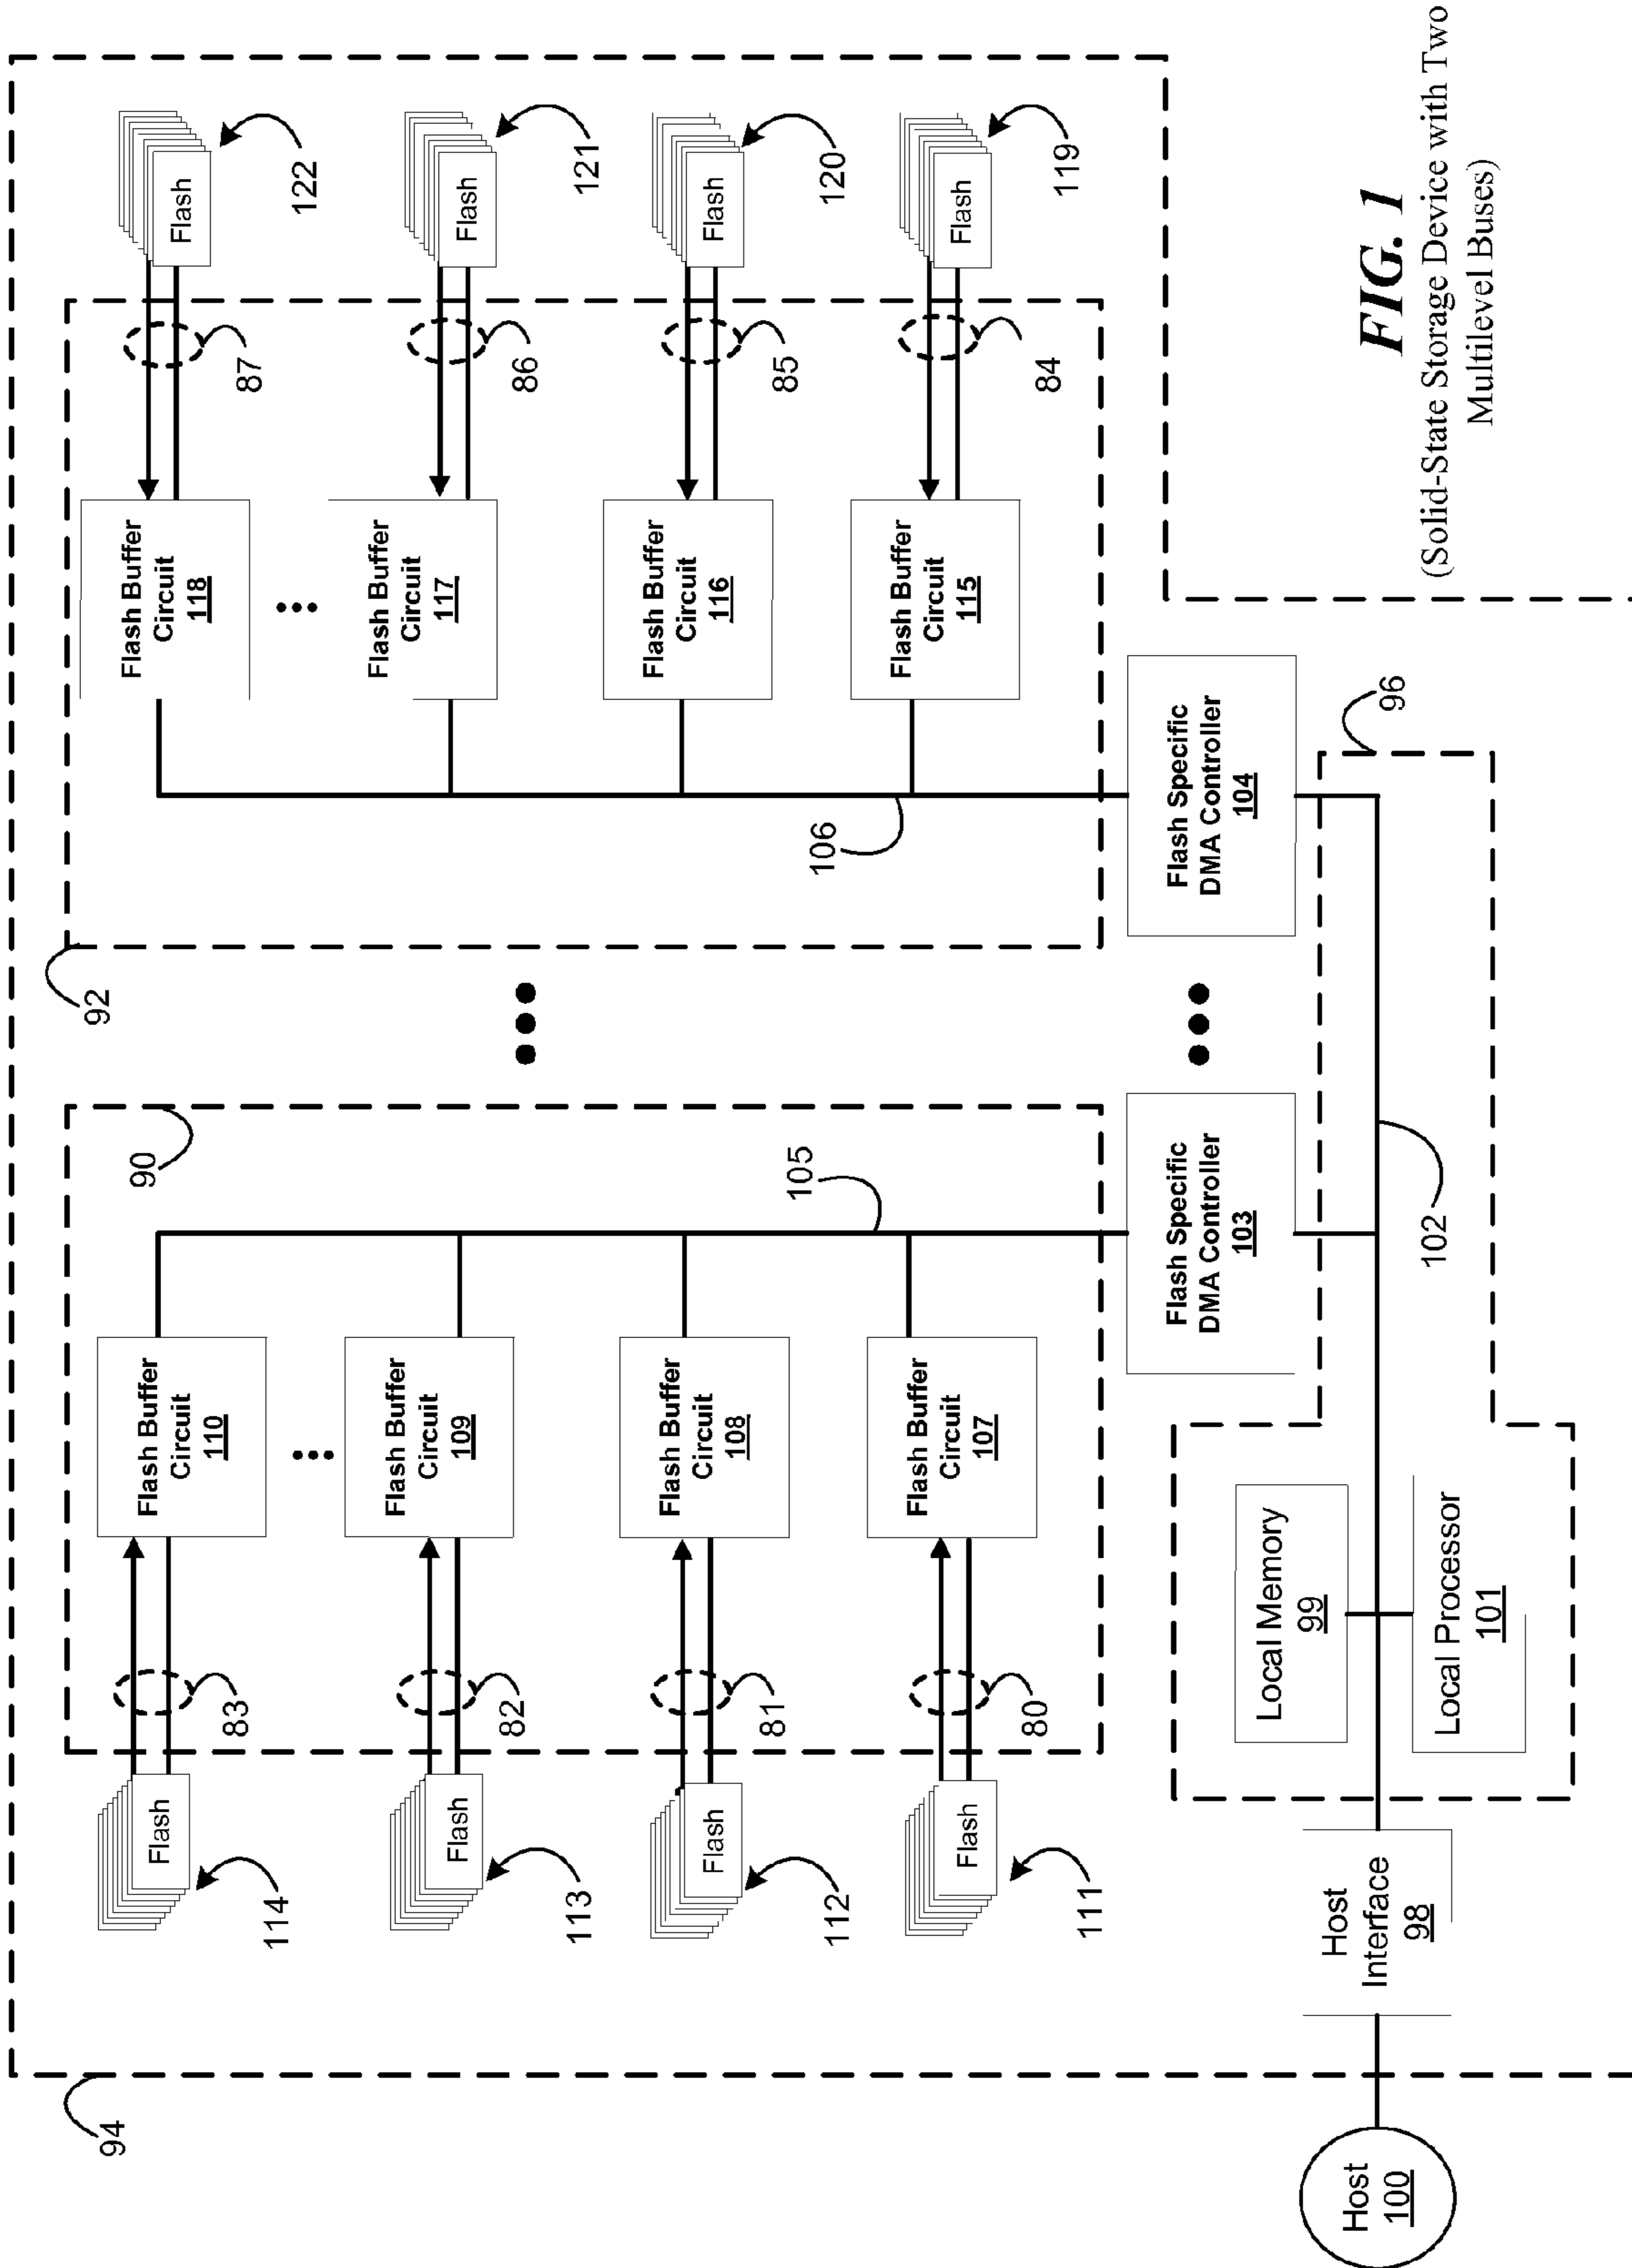 94
92
90
Flash
114
83
Flash Buffer
Circuit
110
Flash Buffer
Circuit
118
87
Flash
122
Flash
113
82
Flash Buffer
Circuit
109
Flash Buffer
Circuit
117
86
Flash
121
Flash
112
81
Flash Buffer
Circuit
108
Flash Buffer
Circuit
116
85
Flash
120
Flash
111
80
Flash Buffer
Circuit
107
Flash Buffer
Circuit
115
84
Flash
119
105
106
Flash Specific
DMA Controller
103
Flash Specific
DMA Controller
104
96
Local Memory
99
Local Processor
101
102
Host
Interface
98
Host
100
FIG. 1
(Solid-State Storage Device with Two
Multilevel Buses)